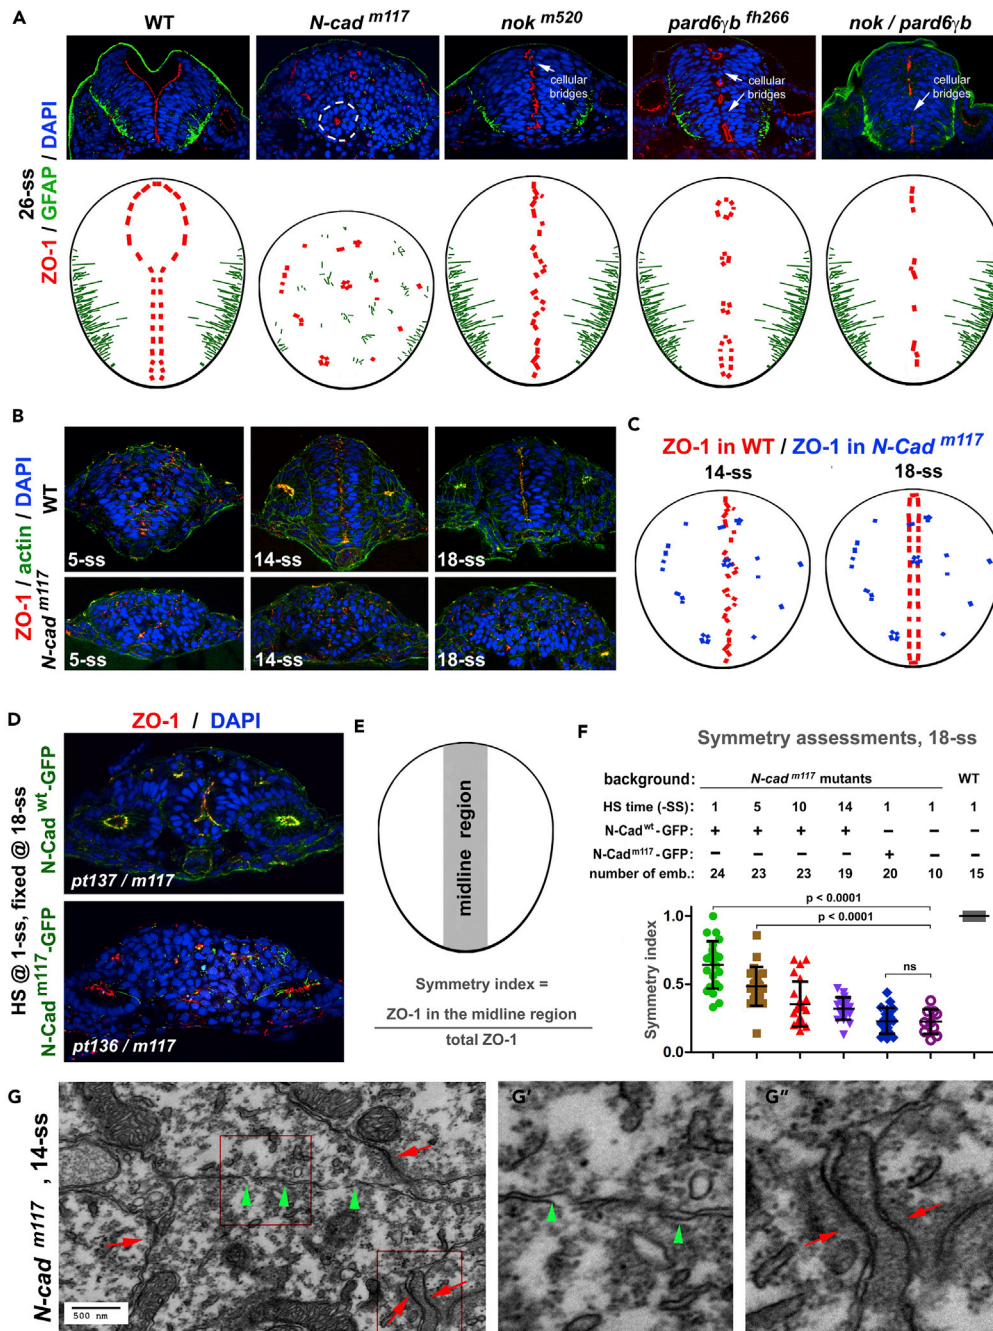 A
WT
N-cad m117
nok m520
pard6γb fh266
nok / pard6γb
cellular
bridges
cellular
bridges
cellular
bridges
26-ss
ZO-1 / GFAP / DAPI
B
ZO-1 / actin / DAPI
WT
N-cad m117
5-ss
14-ss
18-ss
5-ss
14-ss
18-ss
C
ZO-1 in WT / ZO-1 in N-Cad m117
14-ss
18-ss
D
ZO-1 / DAPI
HS @ 1-ss, fixed @ 18-ss
N-Cad wt-GFP
N-Cad m117-GFP
pt137 / m117
pt136 / m117
E
midline region
Symmetry index =
ZO-1 in the midline region
total ZO-1
F
Symmetry assessments, 18-ss
background: N-cad m117 mutants WT
HS time (-SS): 1 5 10 14 1 1 1
N-Cad wt-GFP: + + + + – – –
N-Cad m117-GFP: – – – – + – –
number of emb.: 24 23 23 19 20 10 15
p < 0.0001
p < 0.0001
ns
Symmetry index
1.0
0.5
0.0
G
N-cad m117, 14-ss
500 nm
G'
G"